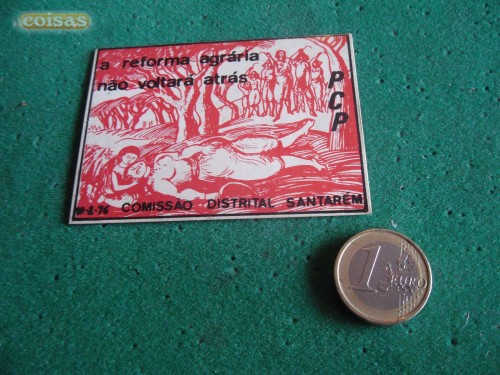 coisas
a reforma agrária
não voltará atrás
PCP
COMISSÃO DISTRITAL SANTARÉM
1 EURO